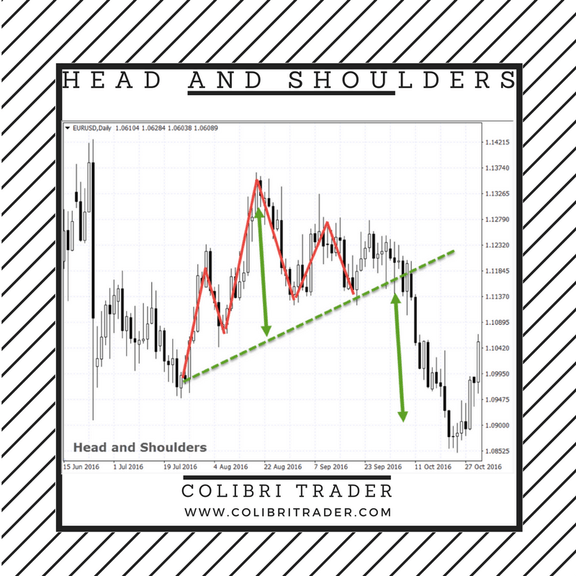 HEAD AND SHOULDERS
EURUSD,Daily 1.06104 1.06284 1.06038 1.06089
1.14215
1.13740
1.13265
1.12790
1.12320
1.11845
1.11370
1.10895
1.10420
1.09950
1.09475
1.09000
1.08525
Head and Shoulders
15 Jun 2016 1 Jul 2016 19 Jul 2016 4 Aug 2016 22 Aug 2016 7 Sep 2016 23 Sep 2016 11 Oct 2016 27 Oct 2016
COLIBRI TRADER
WWW.COLIBRITRADER.COM